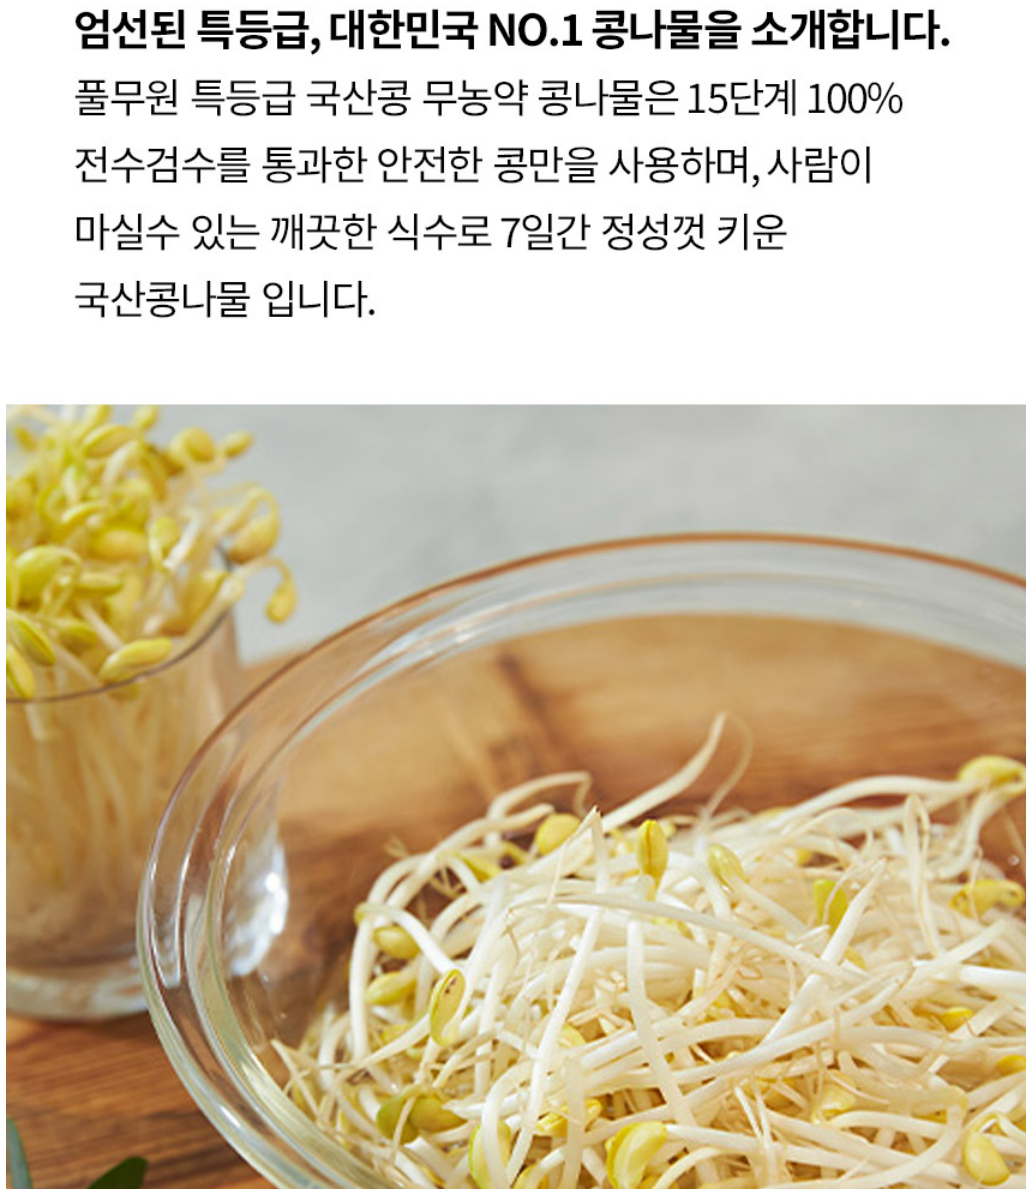 엄선된 특등급, 대한민국 NO.1 콩나물을 소개합니다.
풀무원 특등급 국산콩 무농약 콩나물은 15단계 100%
전수검수를 통과한 안전한 콩만을 사용하며, 사람이
마실수 있는 깨끗한 식수로 7일간 정성껏 키운
국산콩나물 입니다.